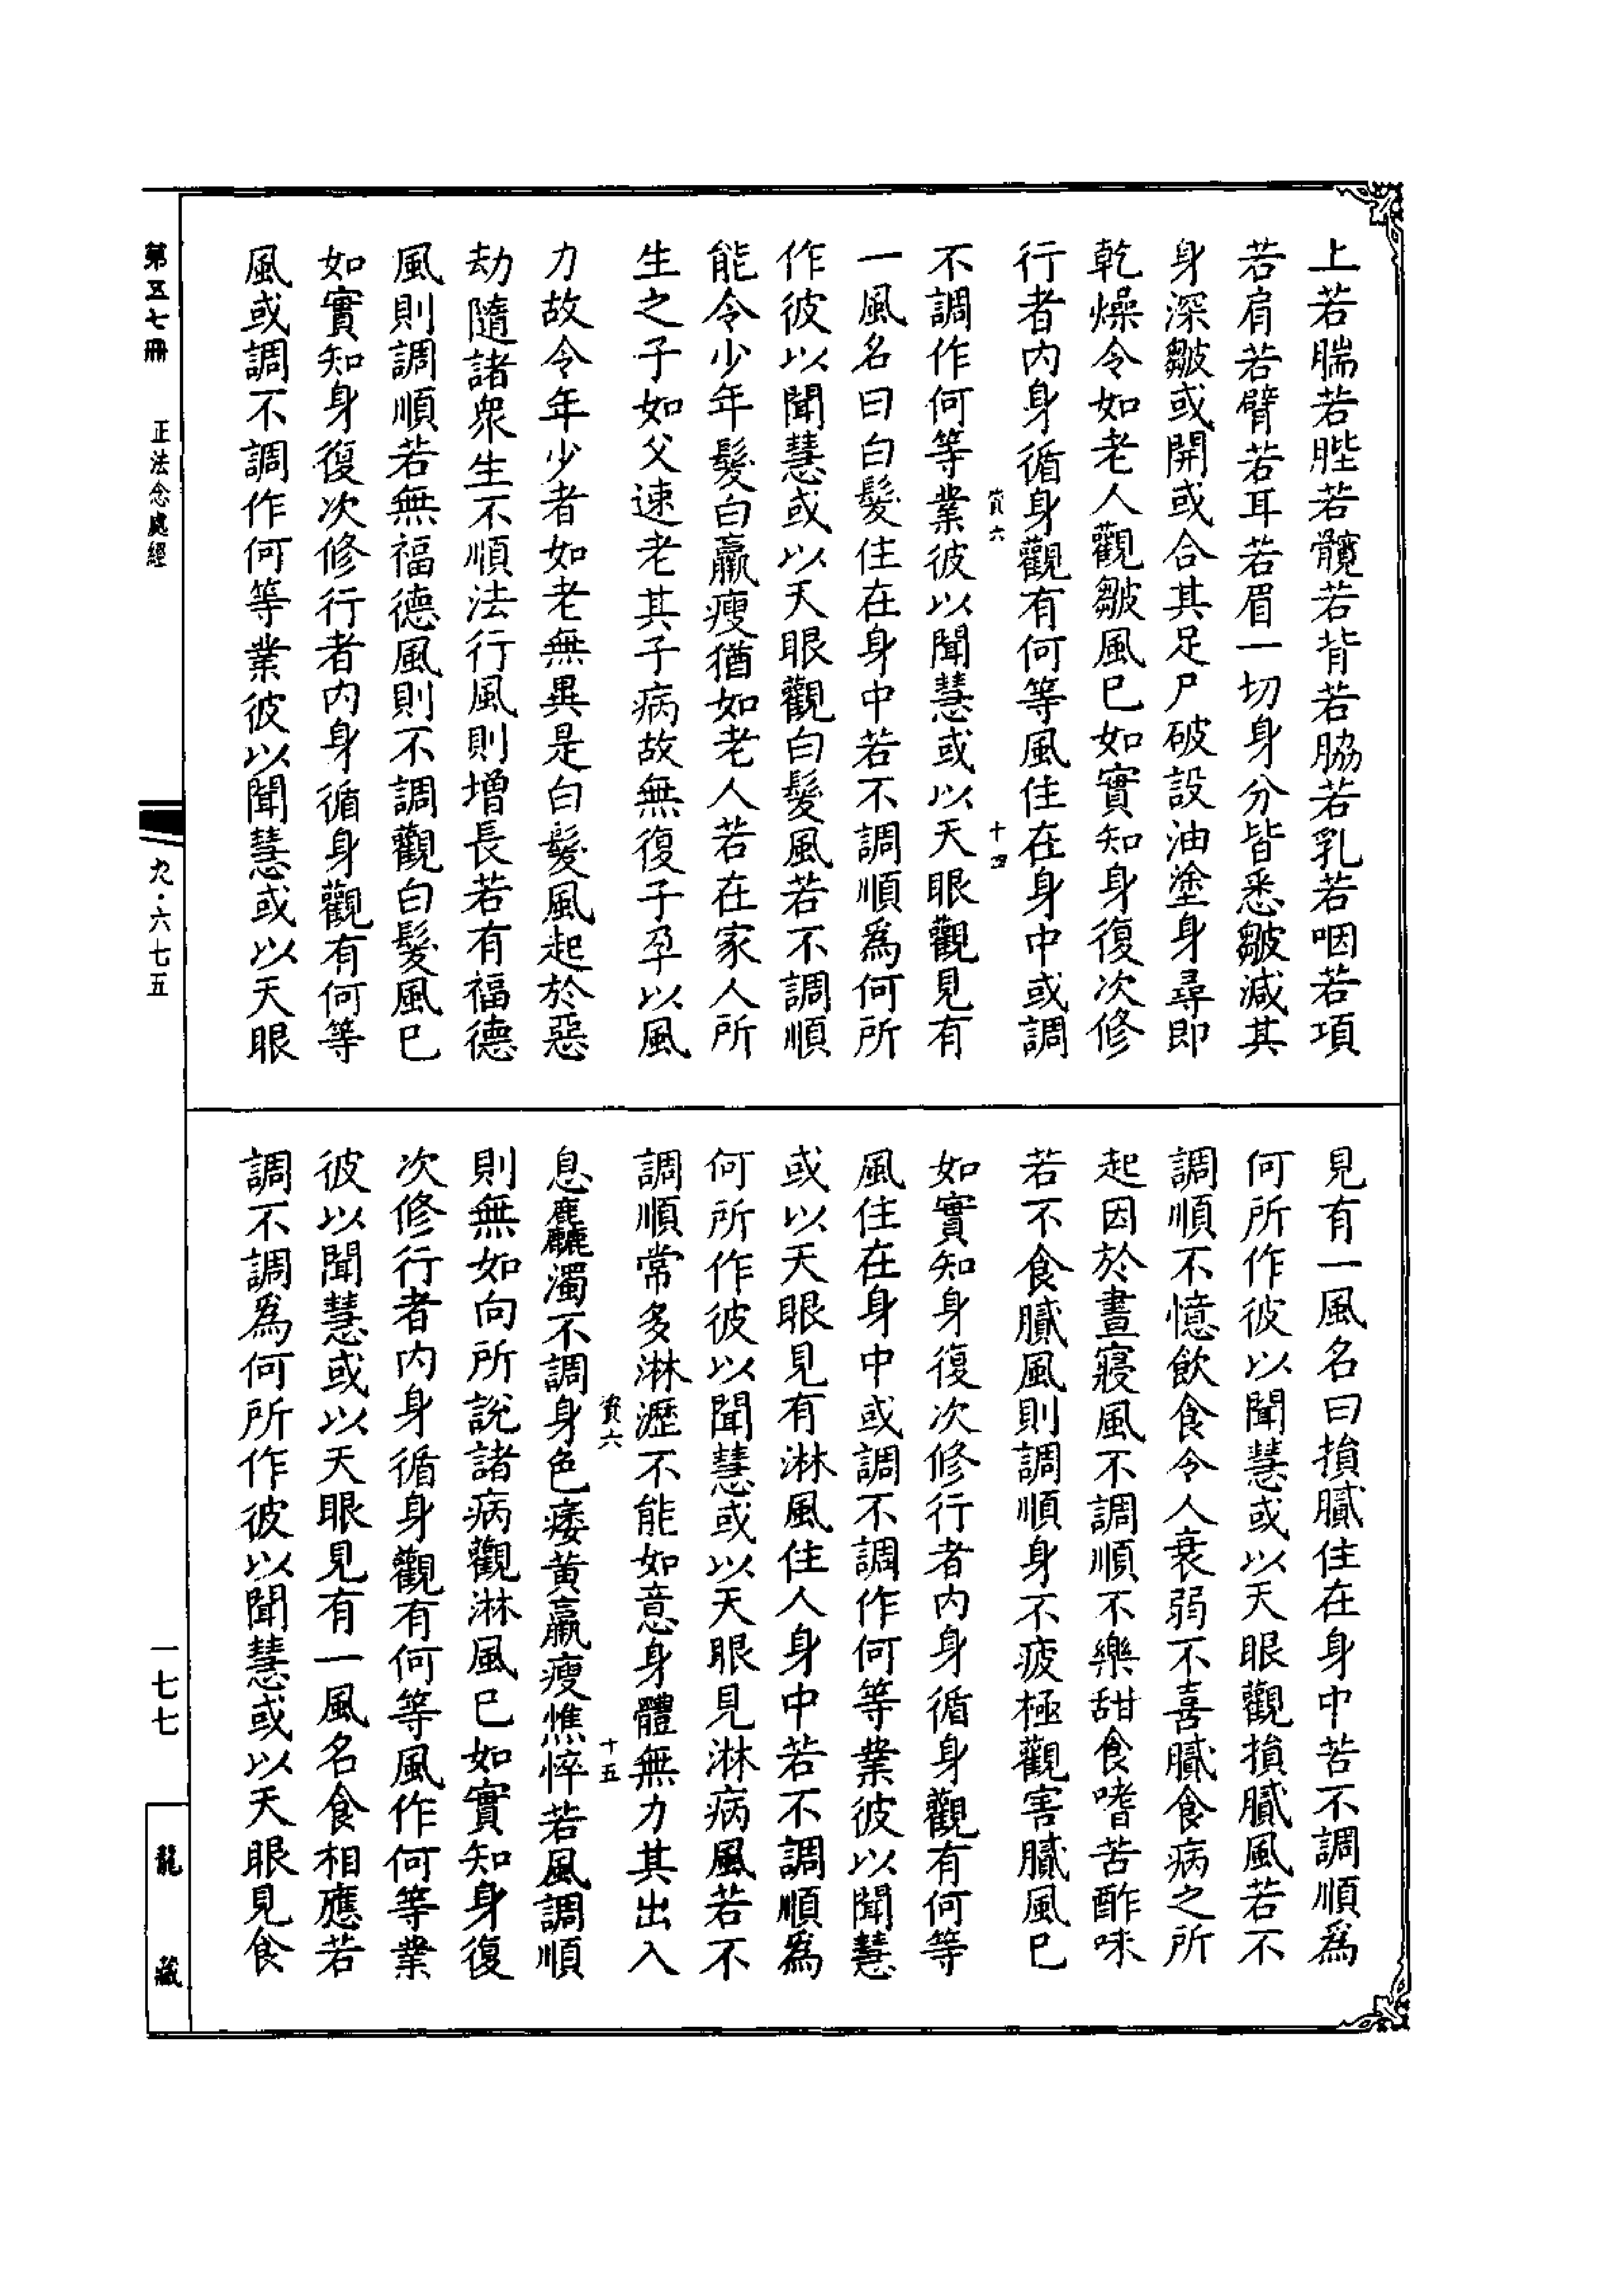 上若腨若䏶若髖若背若脇若乳若咽若項
若肩若臂若耳若眉一切身分皆悉皺減其
身深皺或開或合其足尸破設油塗身尋即
乾燥令如老人觀皺風已如實知身復次修
行者内身循身觀有何等風住在身中或調
資六 十四
不調作何等業彼以聞慧或以天眼觀見有
一風名曰白髮住在身中若不調順爲何所
作彼以聞慧或以天眼觀白髮風若不調順
能令少年髮白羸瘦猶如老人若在家人所
生之子如父速老其子病故無復子孕以風
力故令年少者如老無異是白髮風起於惡
劫隨諸衆生不順法行風則增長若有福德
風則調順若無福德風則不調觀白髮風已
如實知身復次修行者内身循身觀有何等
風或調不調作何等業彼以聞慧或以天眼
見有一風名曰損膩住在身中苦不調順爲
何所作彼以聞慧或以天眼觀損膩風若不
調順不憶飲食令人衰弱不喜膩食病之所
起因於晝寢風不調順不樂甜食嗜苦酢味
若不食膩風則調順身不疲極觀害膩風已
如實知身復次修行者内身循身觀有何等
風住在身中或調不調作何等業彼以聞慧
或以天眼見有淋風住人身中若不調順爲
何所作彼以聞慧或以天眼見淋病風若不
調順常多淋瀝不能如意身體無力其出入
資六 十五
息麤濁不調身色痿黄羸瘦憔悴若風調順
則無如向所說諸病觀淋風已如實知身復
次修行者内身循身觀有何等風作何等業
彼以聞慧或以天眼見有一風名食相應若
調不調爲何所作彼以聞慧或以天眼見食
第五七冊 正法念處經 九·六七五 一七七 龍藏